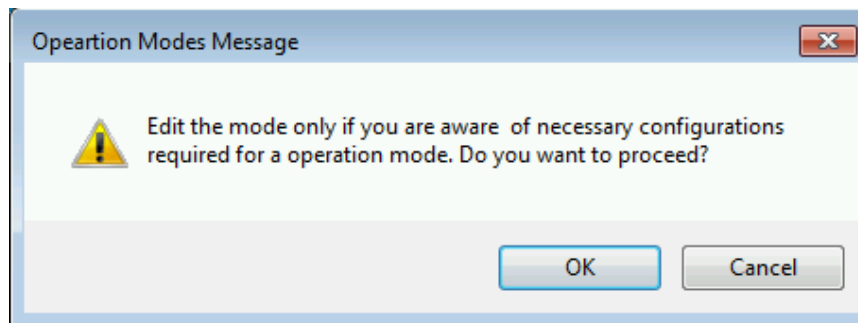 Opeartion Modes Message
Edit the mode only if you are aware  of necessary configurations
required for a operation mode. Do you want to proceed?
OK
Cancel